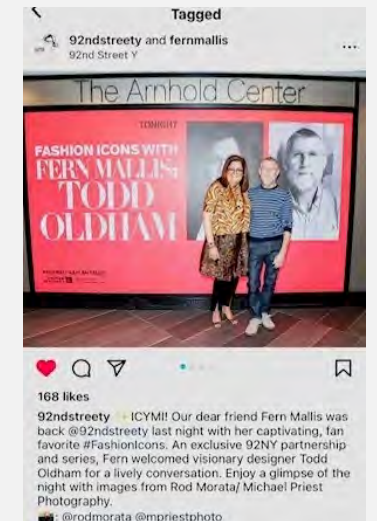 Tagged
92ndstreety and fernmallis
92nd Street Y
The Arnhold Center
TONIGHT
FASHION ICONS WITH
FERN MALLIS:
TODD
OLDHAM
168 likes
92ndstreety ICYMI! Our dear friend Fern Mallis was
back @92ndstreety last night with her captivating, fan
favorite #FashionIcons. An exclusive 92NY partnership
and series, Fern welcomed visionary designer Todd
Oldham for a lively conversation. Enjoy a glimpse of the
night with images from Rod Morata/ Michael Priest
Photography.
: @rodmorata @mpriestphoto